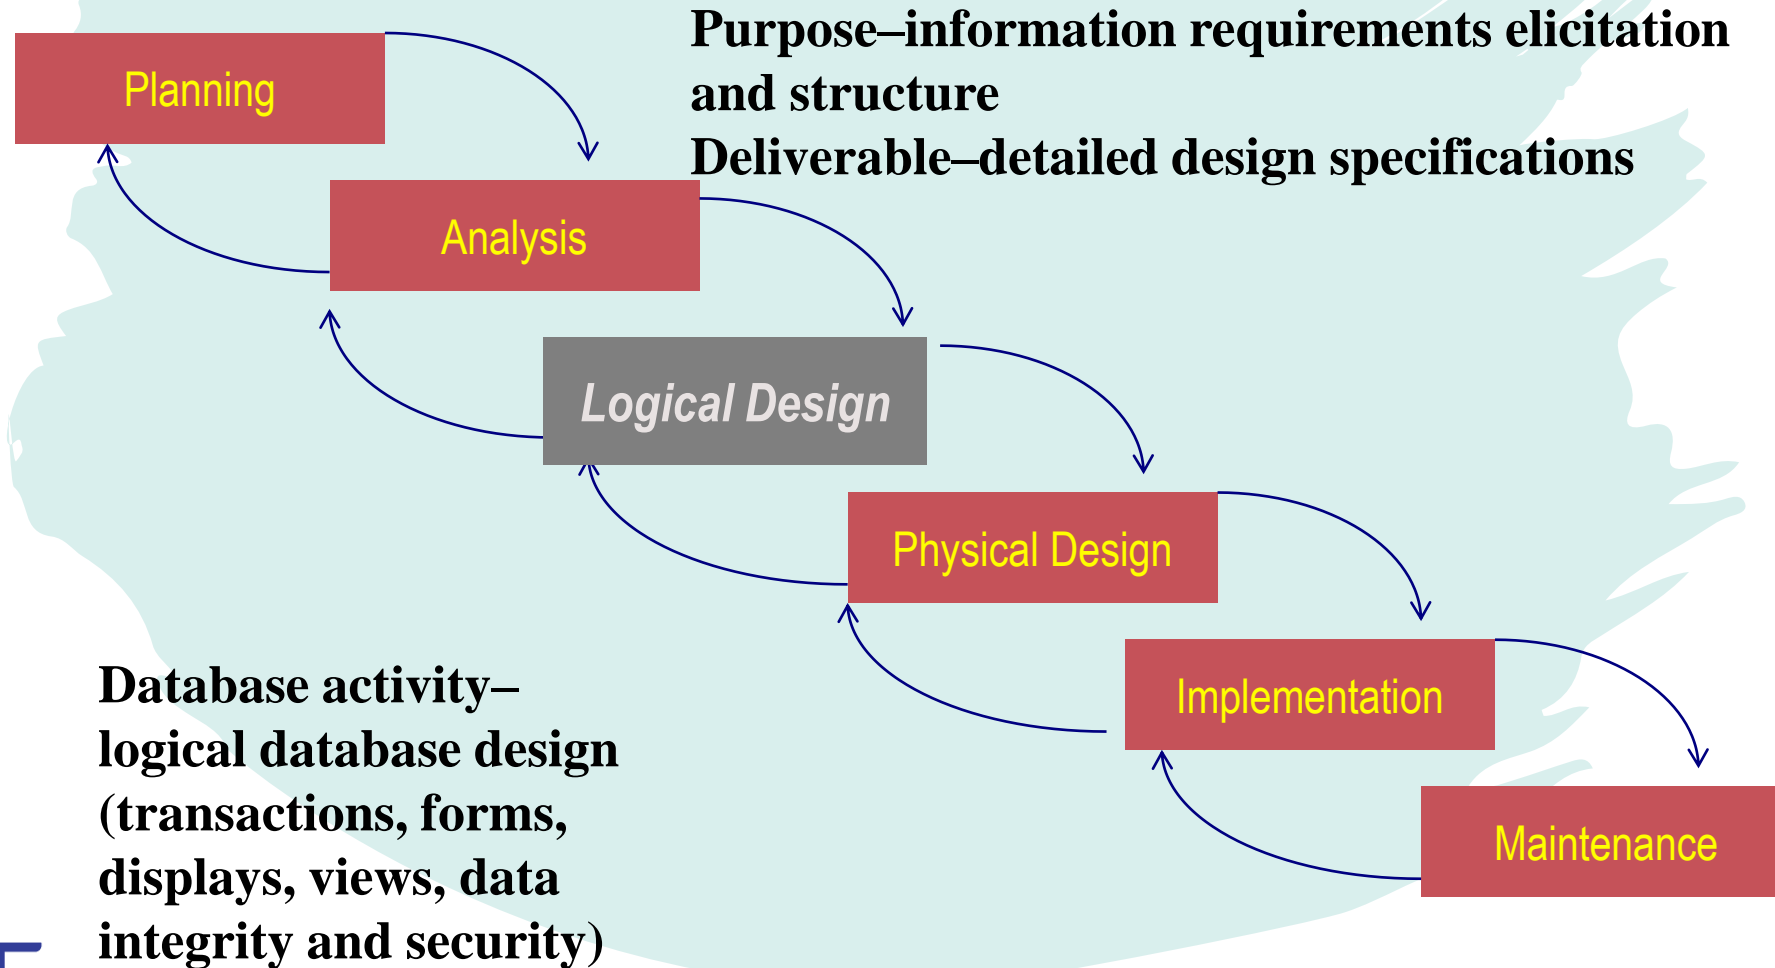 Purpose–information requirements elicitation
and structure
Deliverable–detailed design specifications
Planning
Analysis
Logical Design
Physical Design
Implementation
Maintenance
Database activity–
logical database design
(transactions, forms,
displays, views, data
integrity and security)